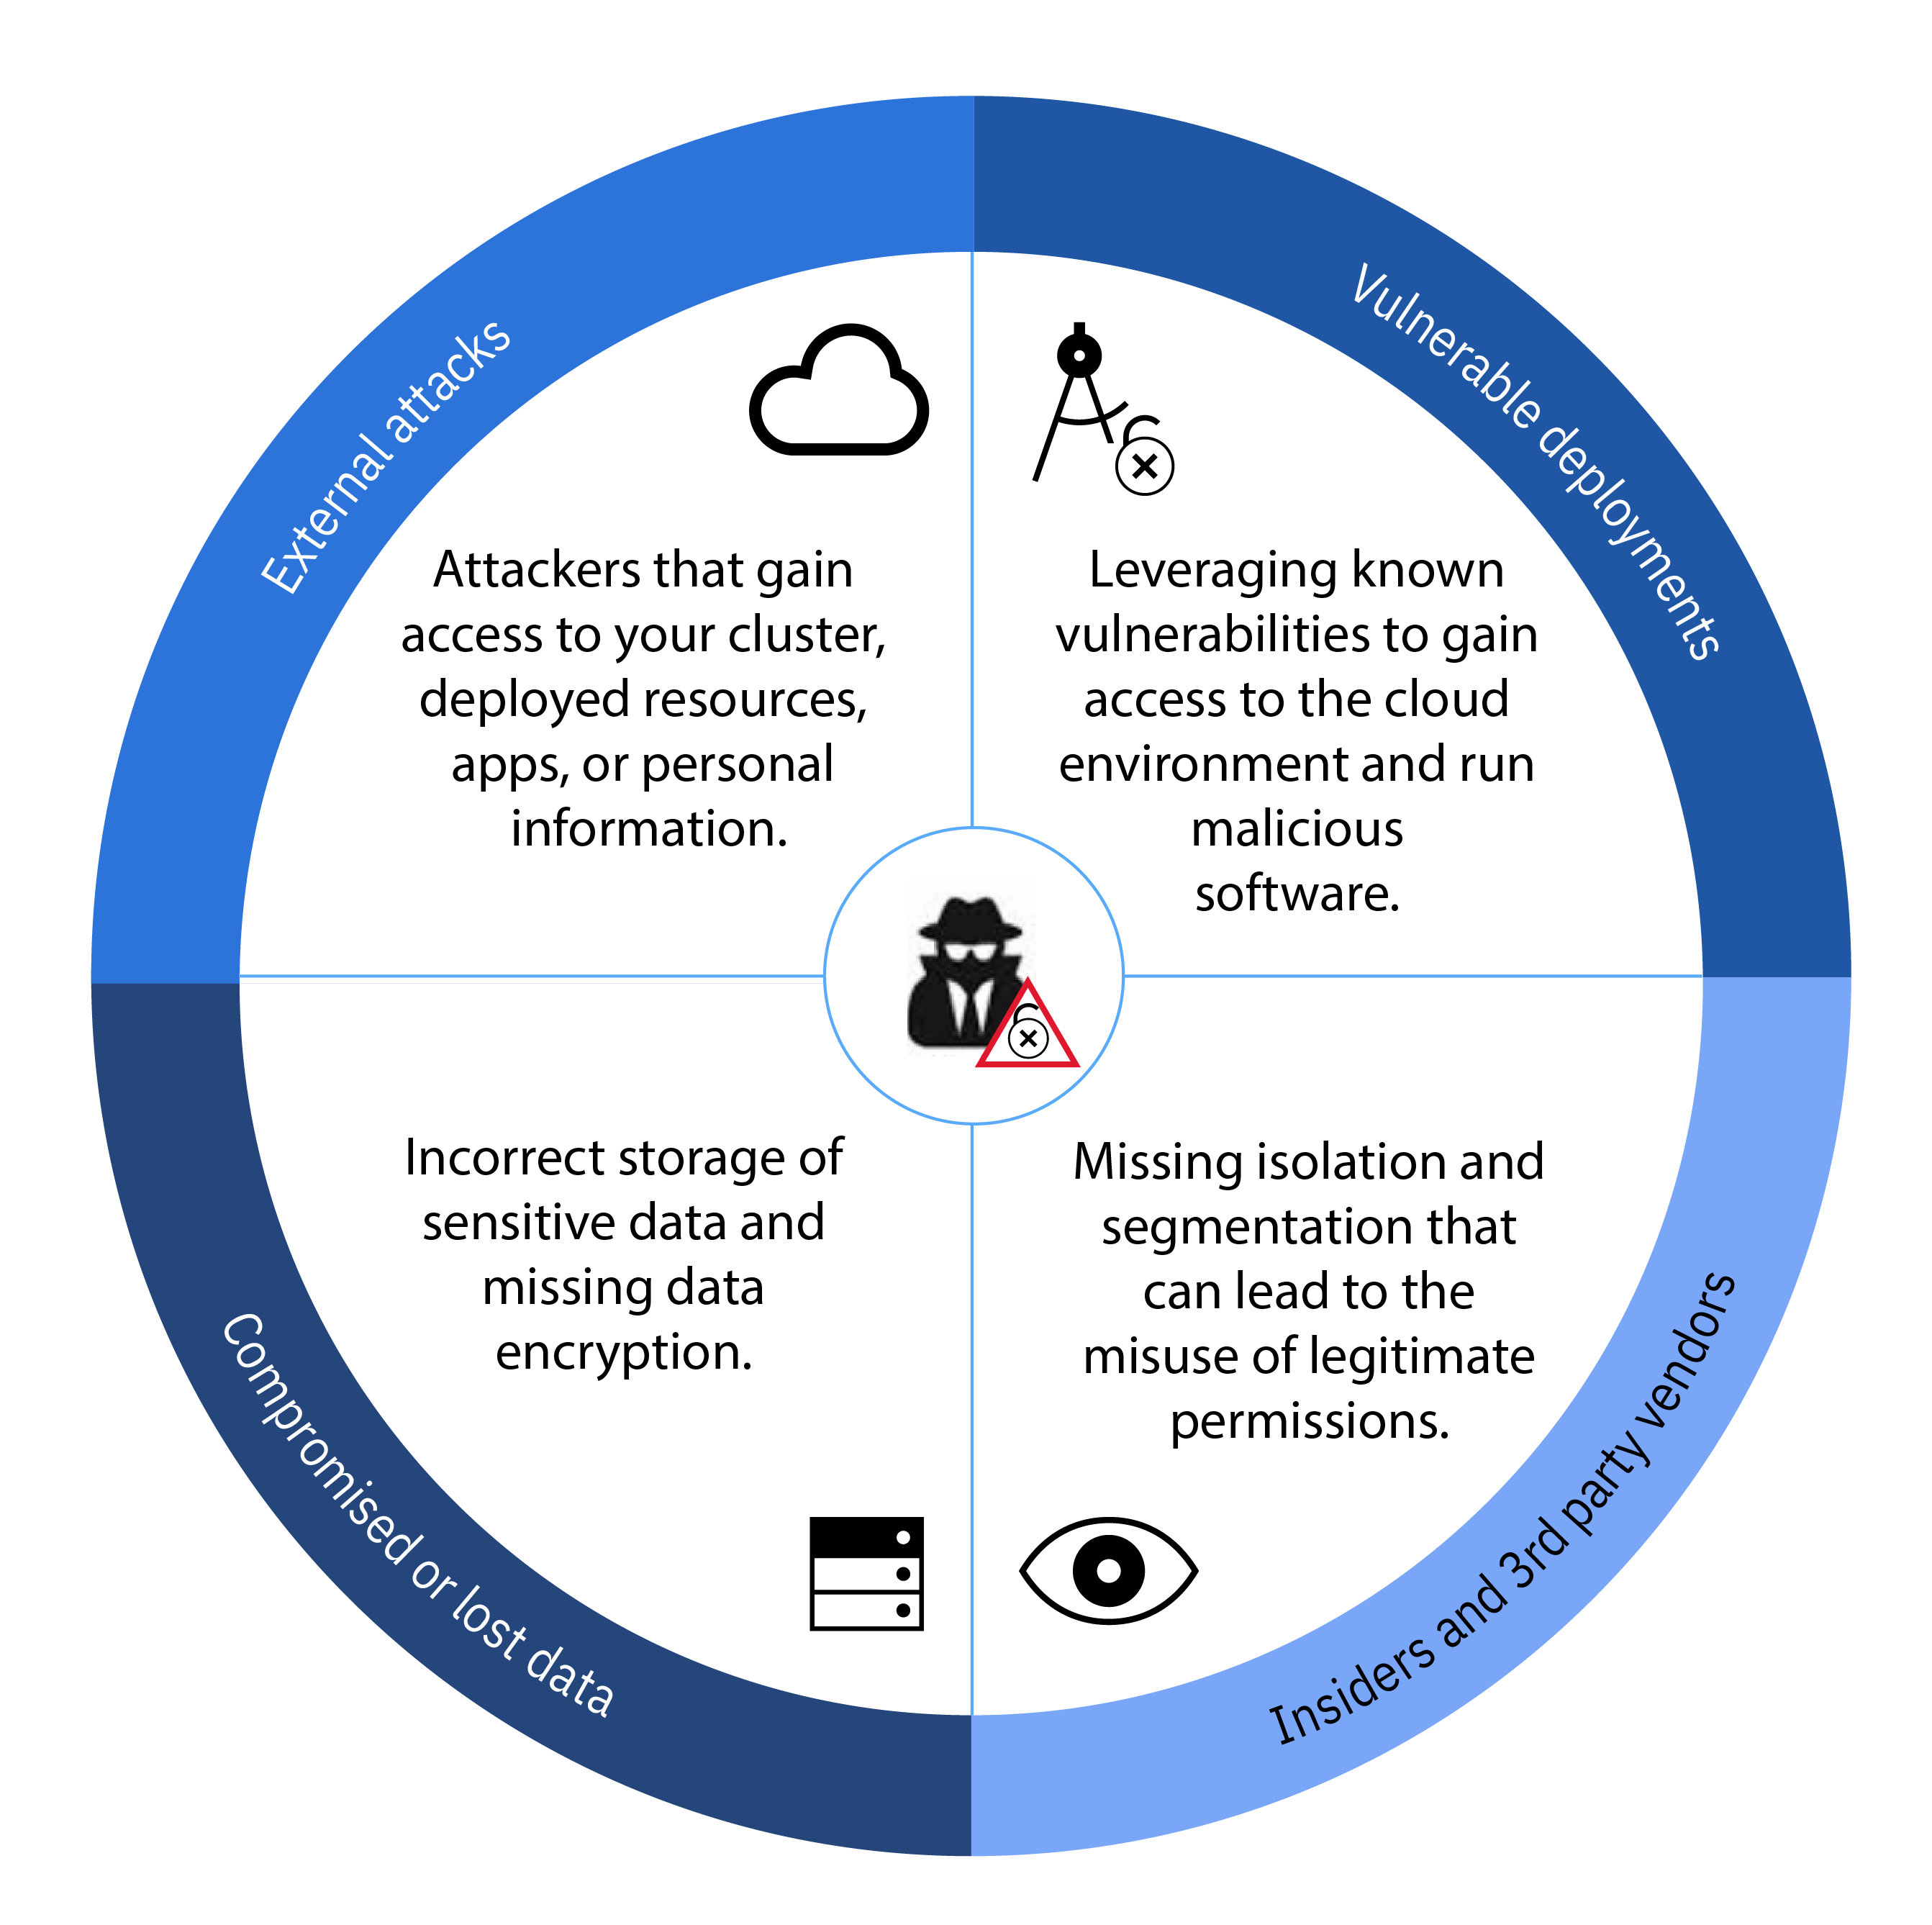 External attacks
Attackers that gain
access to your cluster,
deployed resources,
apps, or personal
information.
Vulnerable deployments
Leveraging known
vulnerabilities to gain
access to the cloud
environment and run
malicious
software.
Compromised or lost data
Incorrect storage of
sensitive data and
missing data
encryption.
Insiders and 3rd party vendors
Missing isolation and
segmentation that
can lead to the
misuse of legitimate
permissions.